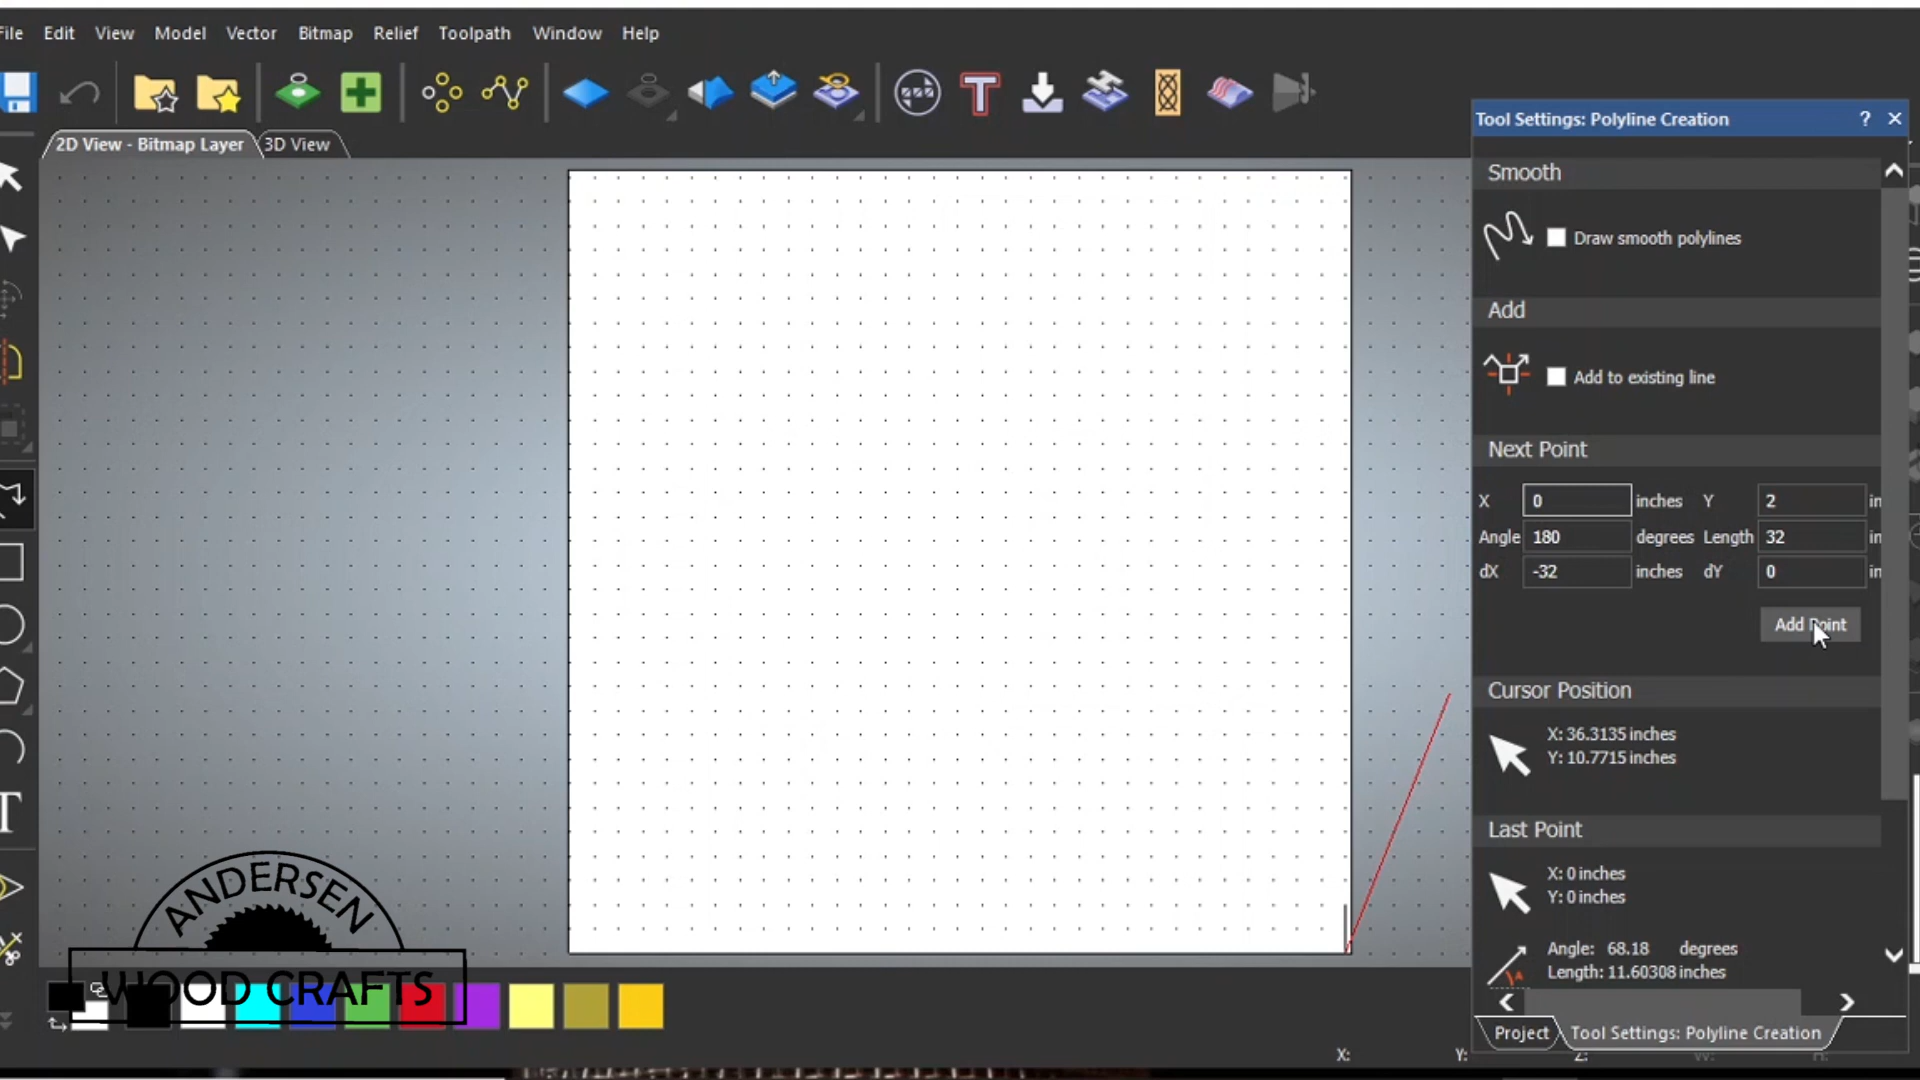 File Edit View Model Vector Bitmap Relief Toolpath Window Help
Tool Settings: Polyline Creation ?
2D View - Bitmap Layer 3D View
Smooth
Draw smooth polylines
Add
Add to existing line
Next Point
X 0 inches Y 2 in
Angle 180 degrees Length 32 in
dX -32 inches dY 0 in
Add Point
Cursor Position
X: 36.3135 inches
Y: 10.7715 inches
Last Point
X: 0 inches
Y: 0 inches
Angle: 68.18 degrees
Length: 11.60308 inches
Project Tool Settings: Polyline Creation
X: Y: Z: W: H:
ANDERSEN
WOOD CRAFTS